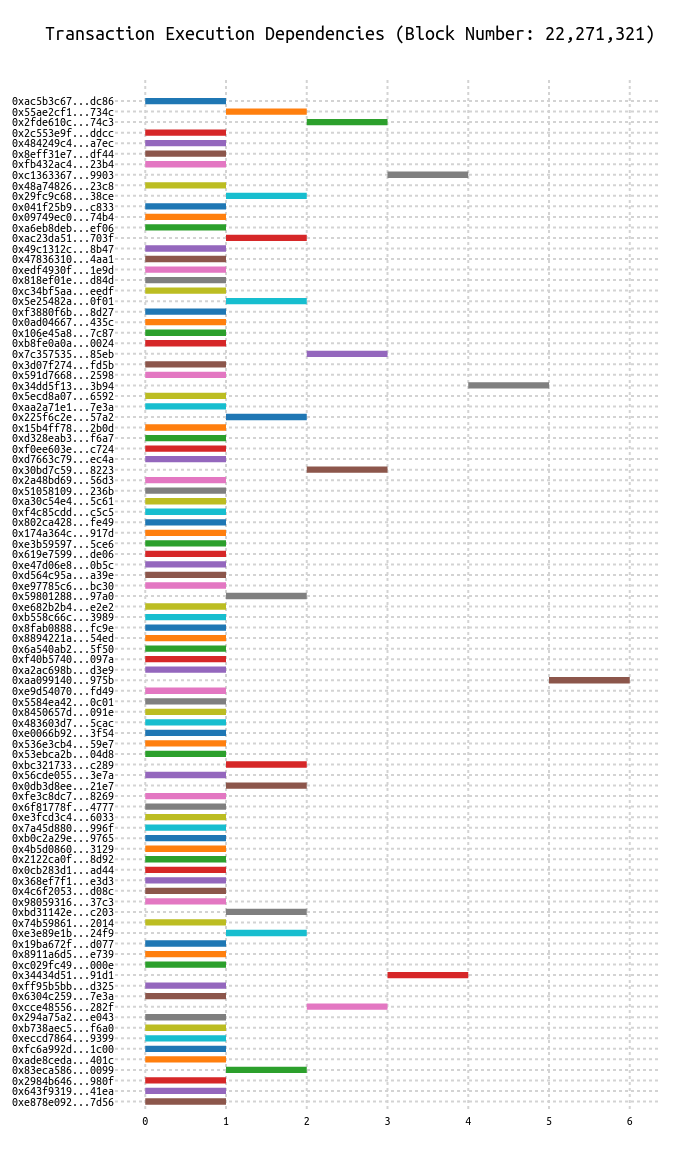 Transaction Execution Dependencies (Block Number: 22,271,321)
0xac5b3c67...dc86
0x55ae2cf1...734c
0x2fde610c...74c3
0x2c553e9f...ddcc
0x484249c4...a7ec
0x8eff31e7...df44
0xfb432ac4...23b4
0xc1363367...9903
0x48a74826...23c8
0x29fc9c68...38ce
0x041f25b9...c833
0x09749ec0...74b4
0xa6eb8deb...ef06
0xac23da51...703f
0x49c1312c...8b47
0x47836310...4aa1
0xedf4930f...1e9d
0x818ef01e...d84d
0xc34bf5aa...eedf
0x5e25482a...0f01
0xf3880f6b...8d27
0x0ad04667...435c
0x106e45a8...7c87
0xb8fe0a0a...0024
0x7c357535...85eb
0x3d07f274...fd5b
0x591d7668...2598
0x34dd5f13...3b94
0x5ecd8a07...6592
0xaa2a71e1...7e3a
0x225f6c2e...57a2
0x15b4ff78...2b0d
0xd328eab3...f6a7
0xf0ee603e...c724
0xd7663c79...ec4a
0x30bd7c59...8223
0x2a48bd69...56d3
0x51058109...236b
0xa30c54e4...5c61
0xf4c85cdd...c5c5
0x802ca428...fe49
0x174a364c...917d
0xe3b59597...5ce6
0x619e7599...de06
0xe47d06e8...0b5c
0xd564c95a...a39e
0xe97785c6...bc30
0x59801288...97a0
0xe682b2b4...e2e2
0xb558c66c...3989
0x8fab0888...fc9e
0x8894221a...54ed
0x6a540ab2...5f50
0xf40b5740...097a
0xa2ac698b...d3e9
0xaa099140...975b
0xe9d54070...fd49
0x5584ea42...0c01
0x8450657d...091e
0x483603d7...5cac
0xe0066b92...3f54
0x536e3cb4...59e7
0x53ebca2b...04d8
0xbc321733...c289
0x56cde055...3e7a
0x0db3d8ee...21e7
0xfe3c8dc7...8269
0x6f81778f...4777
0xe3fcd3c4...6033
0x7a45d880...996f
0xb0c2a29e...9765
0x4b5d0860...3129
0x2122ca0f...8d92
0x0cb283d1...ad44
0x368ef7f1...e3d3
0x4c6f2053...d08c
0x98059316...37c3
0xbd31142e...c203
0x74b59861...2014
0xe3e89e1b...24f9
0x19ba672f...d077
0x8911a6d5...e739
0xc029fc49...000e
0x34434d51...91d1
0xff95b5bb...d325
0x6304c259...7e3a
0xcce48556...282f
0x294a75a2...e043
0xb738aec5...f6a0
0xeccd7864...9399
0xfc6a992d...1c00
0xade8ceda...401c
0x83eca586...0099
0x2984b646...980f
0x643f9319...41ea
0xe878e092...7d56
0 1 2 3 4 5 6